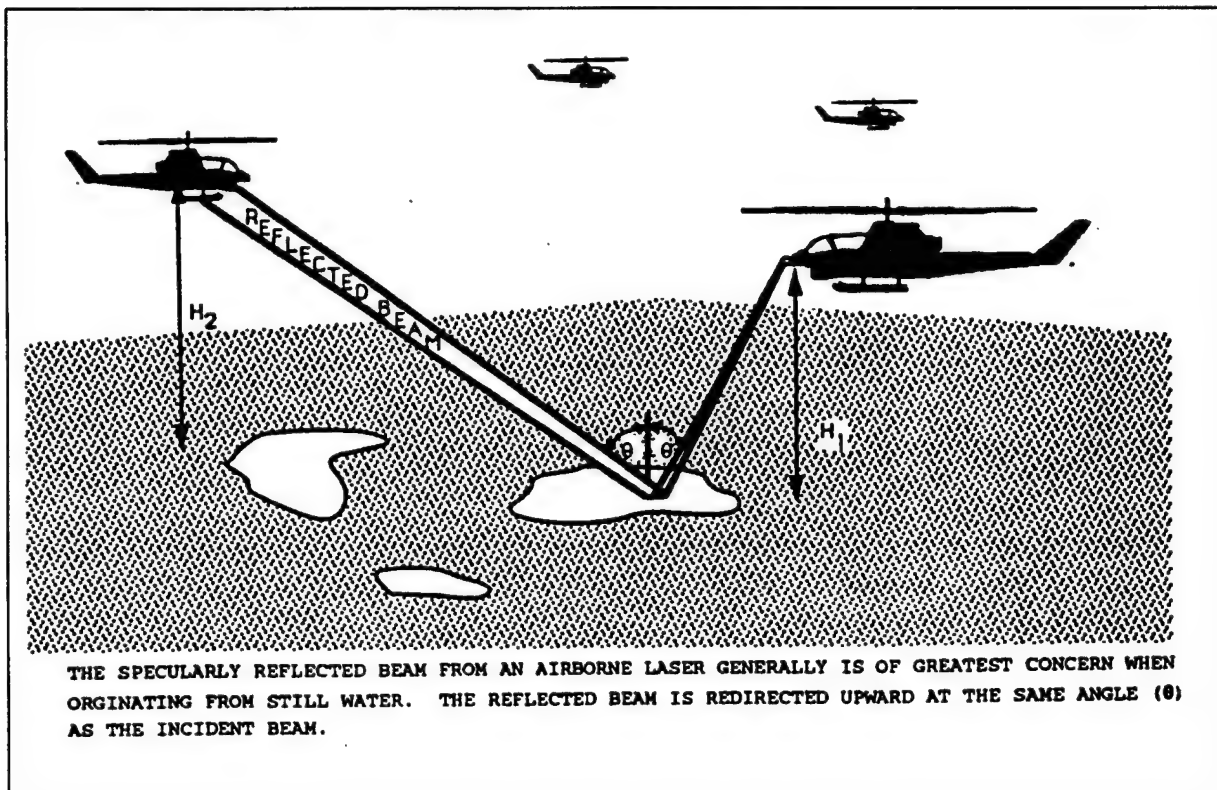 REFLECTED BEAM
H2
H1
θ θ
THE SPECULARLY REFLECTED BEAM FROM AN AIRBORNE LASER GENERALLY IS OF GREATEST CONCERN WHEN
ORGINATING FROM STILL WATER. THE REFLECTED BEAM IS REDIRECTED UPWARD AT THE SAME ANGLE (θ)
AS THE INCIDENT BEAM.